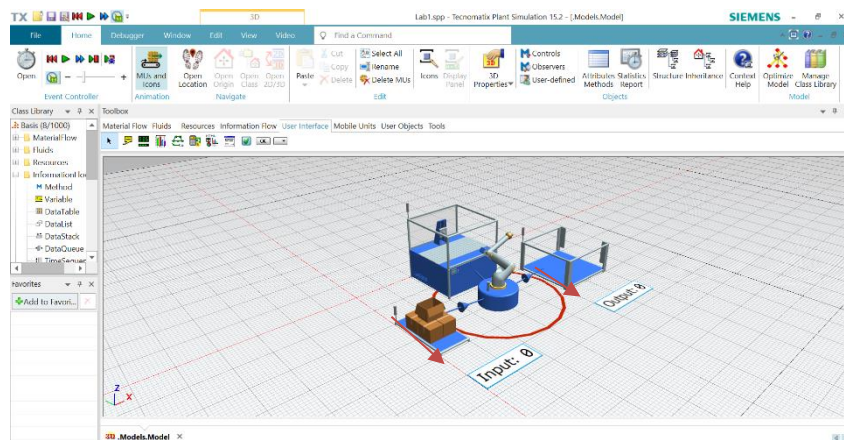 TX 3D Lab1.spp - Tecnomatix Plant Simulation 15.2 - [.Models.Model] SIEMENS
File Home Debugger Window Edit View Video Find a Command
Open MUs and Icons Open Location Open Origin Open Class Open 2D/3D Paste Cut Copy Delete Select All Rename Delete MUs Icons Display Panel 3D Properties Controls Observers User-defined Attributes Methods Statistics Report Structure Inheritance Context Help Optimize Model Manage Class Library
Event Controller Animation Navigate Edit Objects Model
Class Library Toolbox
Basis (8/1000) Material Flow Fluids Resources Information Flow User Interface Mobile Units User Objects Tools
MaterialFlow
Fluids
Resources
InformationFlow
Method
Variable
DataTable
DataList
DataStack
DataQueue
Favorites
Add to Favori...
Output: 0
Input: 0
Z
X
3D .Models.Model